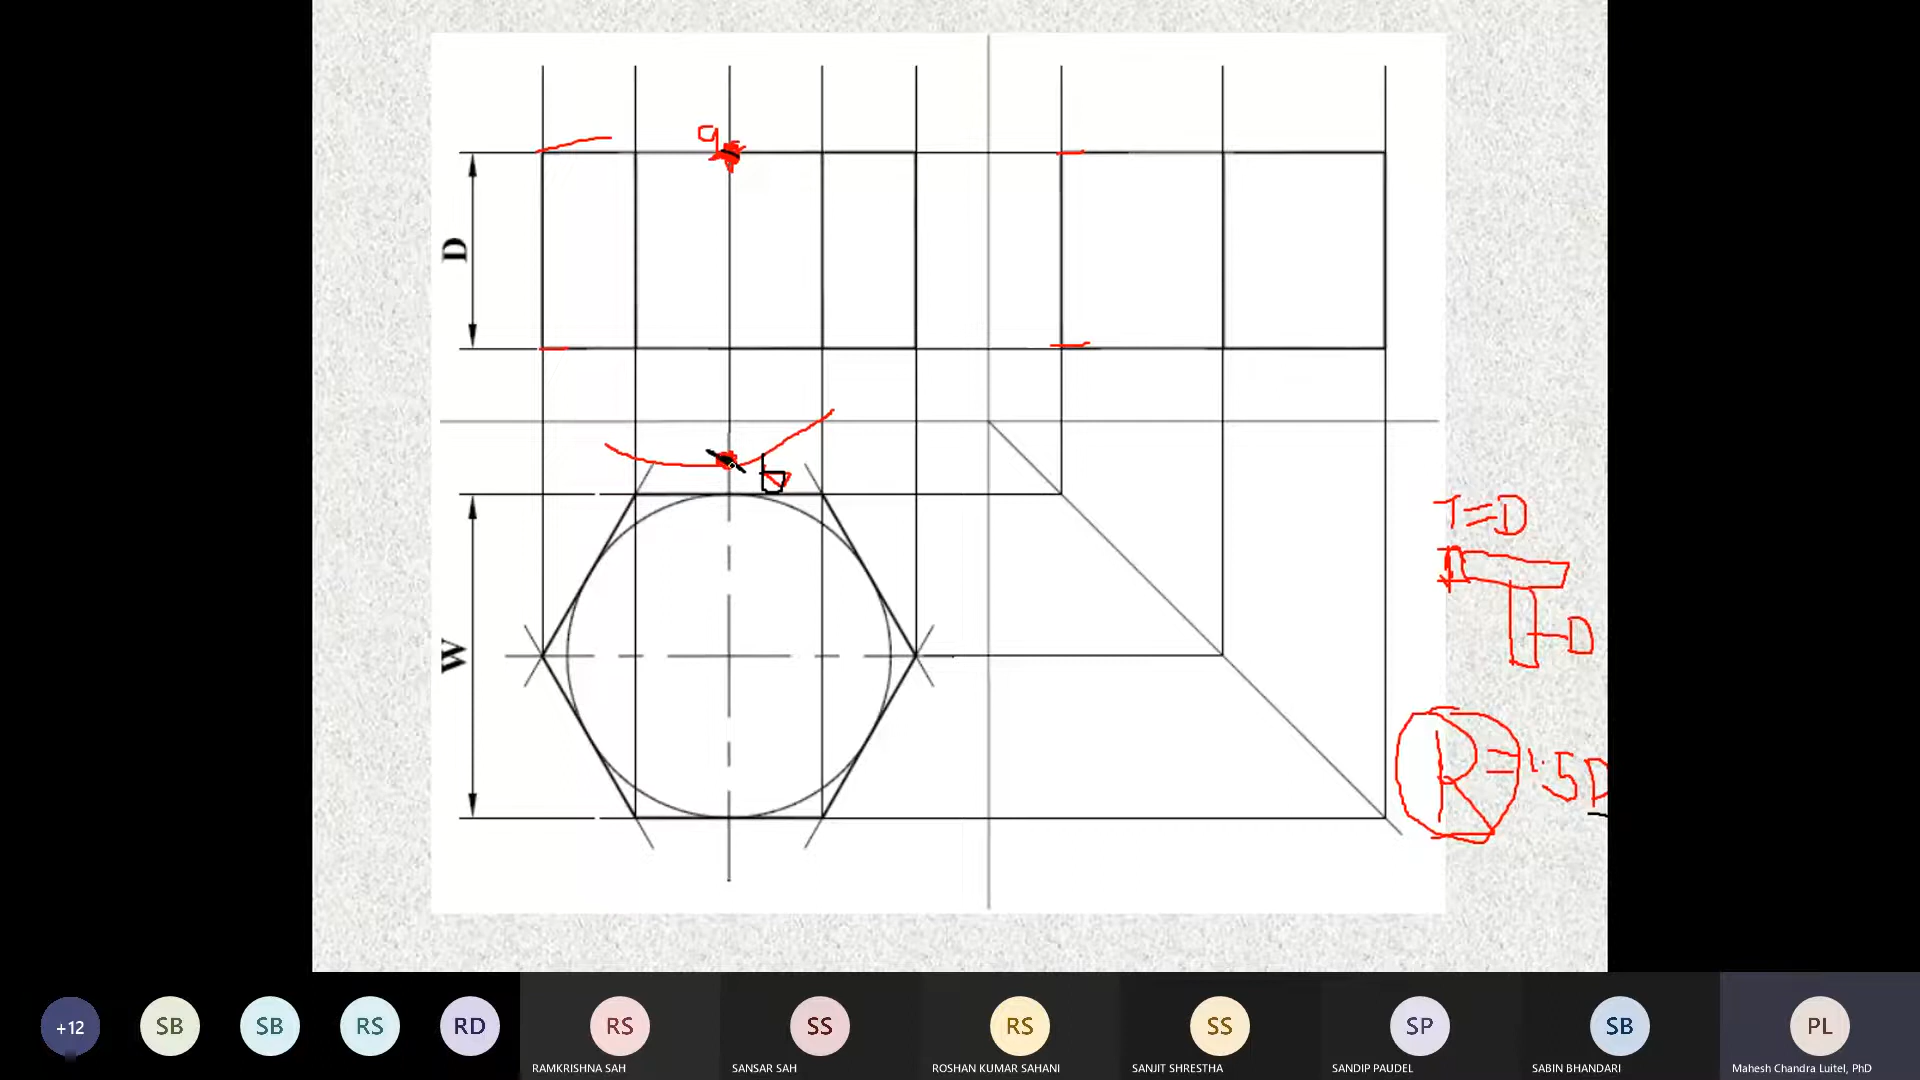 a
D
b
W
T=D
D
R=1.5D
+12
SB
SB
RS
RD
RS
SS
RS
SS
SP
SB
PL
RAMKRISHNA SAH
SANSAR SAH
ROSHAN KUMAR SAHANI
SANJIT SHRESTHA
SANDIP PAUDEL
SABIN BHANDARI
Mahesh Chandra Luitel, PhD